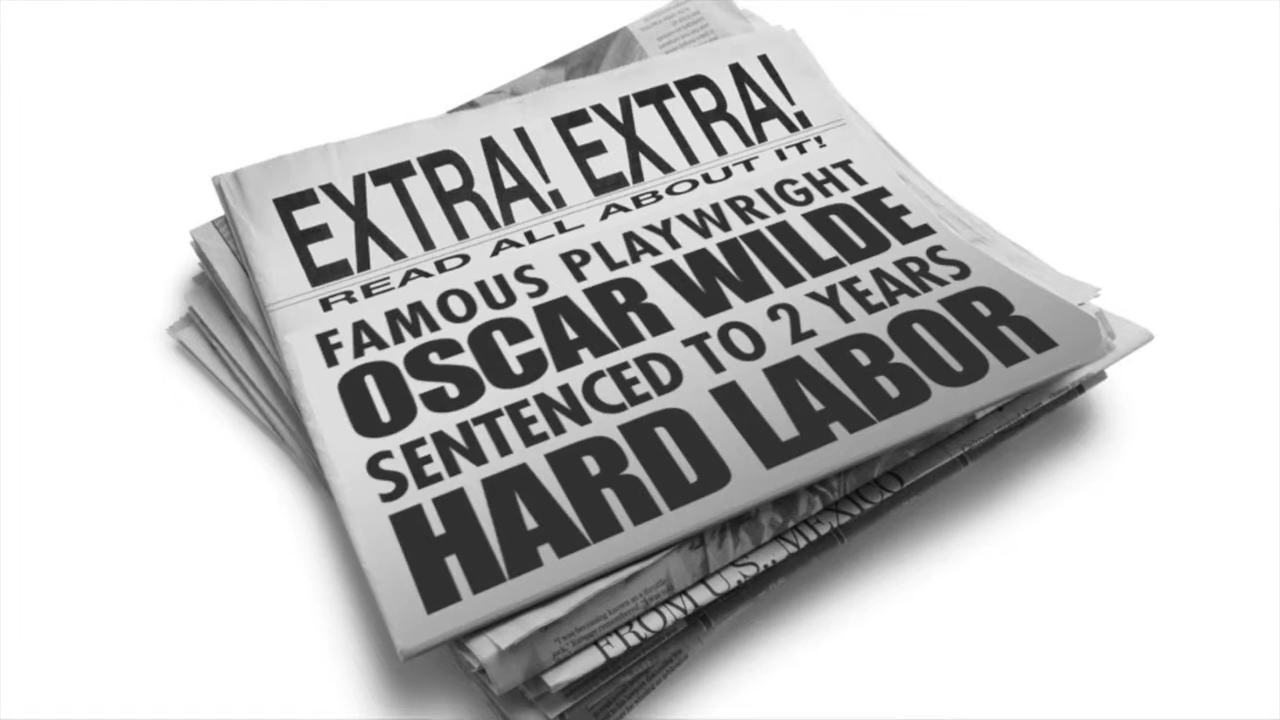 EXTRA! EXTRA!
READ ALL ABOUT IT!
FAMOUS PLAYWRIGHT
OSCAR WILDE
SENTENCED TO 2 YEARS
HARD LABOR
FROM U.S., MEXICO